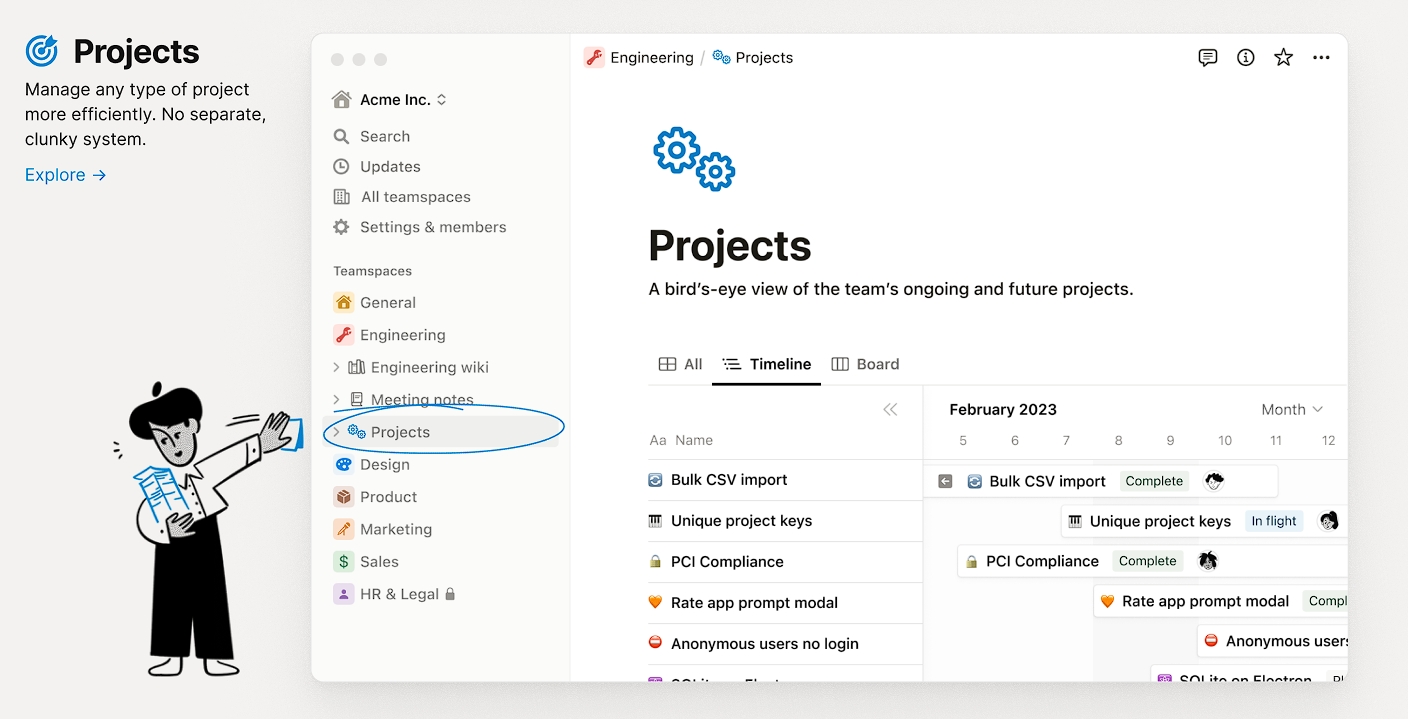 Projects
Manage any type of project
more efficiently. No separate,
clunky system.
Explore →
Acme Inc.
Search
Updates
All teamspaces
Settings & members
Teamspaces
General
Engineering
Engineering wiki
Meeting notes
Projects
Design
Product
Marketing
Sales
HR & Legal
Engineering / Projects
Projects
A bird’s-eye view of the team’s ongoing and future projects.
All Timeline Board
February 2023 Month
Aa Name 5 6 7 8 9 10 11 12
Bulk CSV import
Unique project keys
PCI Compliance
Rate app prompt modal
Anonymous users no login
Bulk CSV import Complete
Unique project keys In flight
PCI Compliance Complete
Rate app prompt modal Compl
Anonymous users
SQLite on Electron